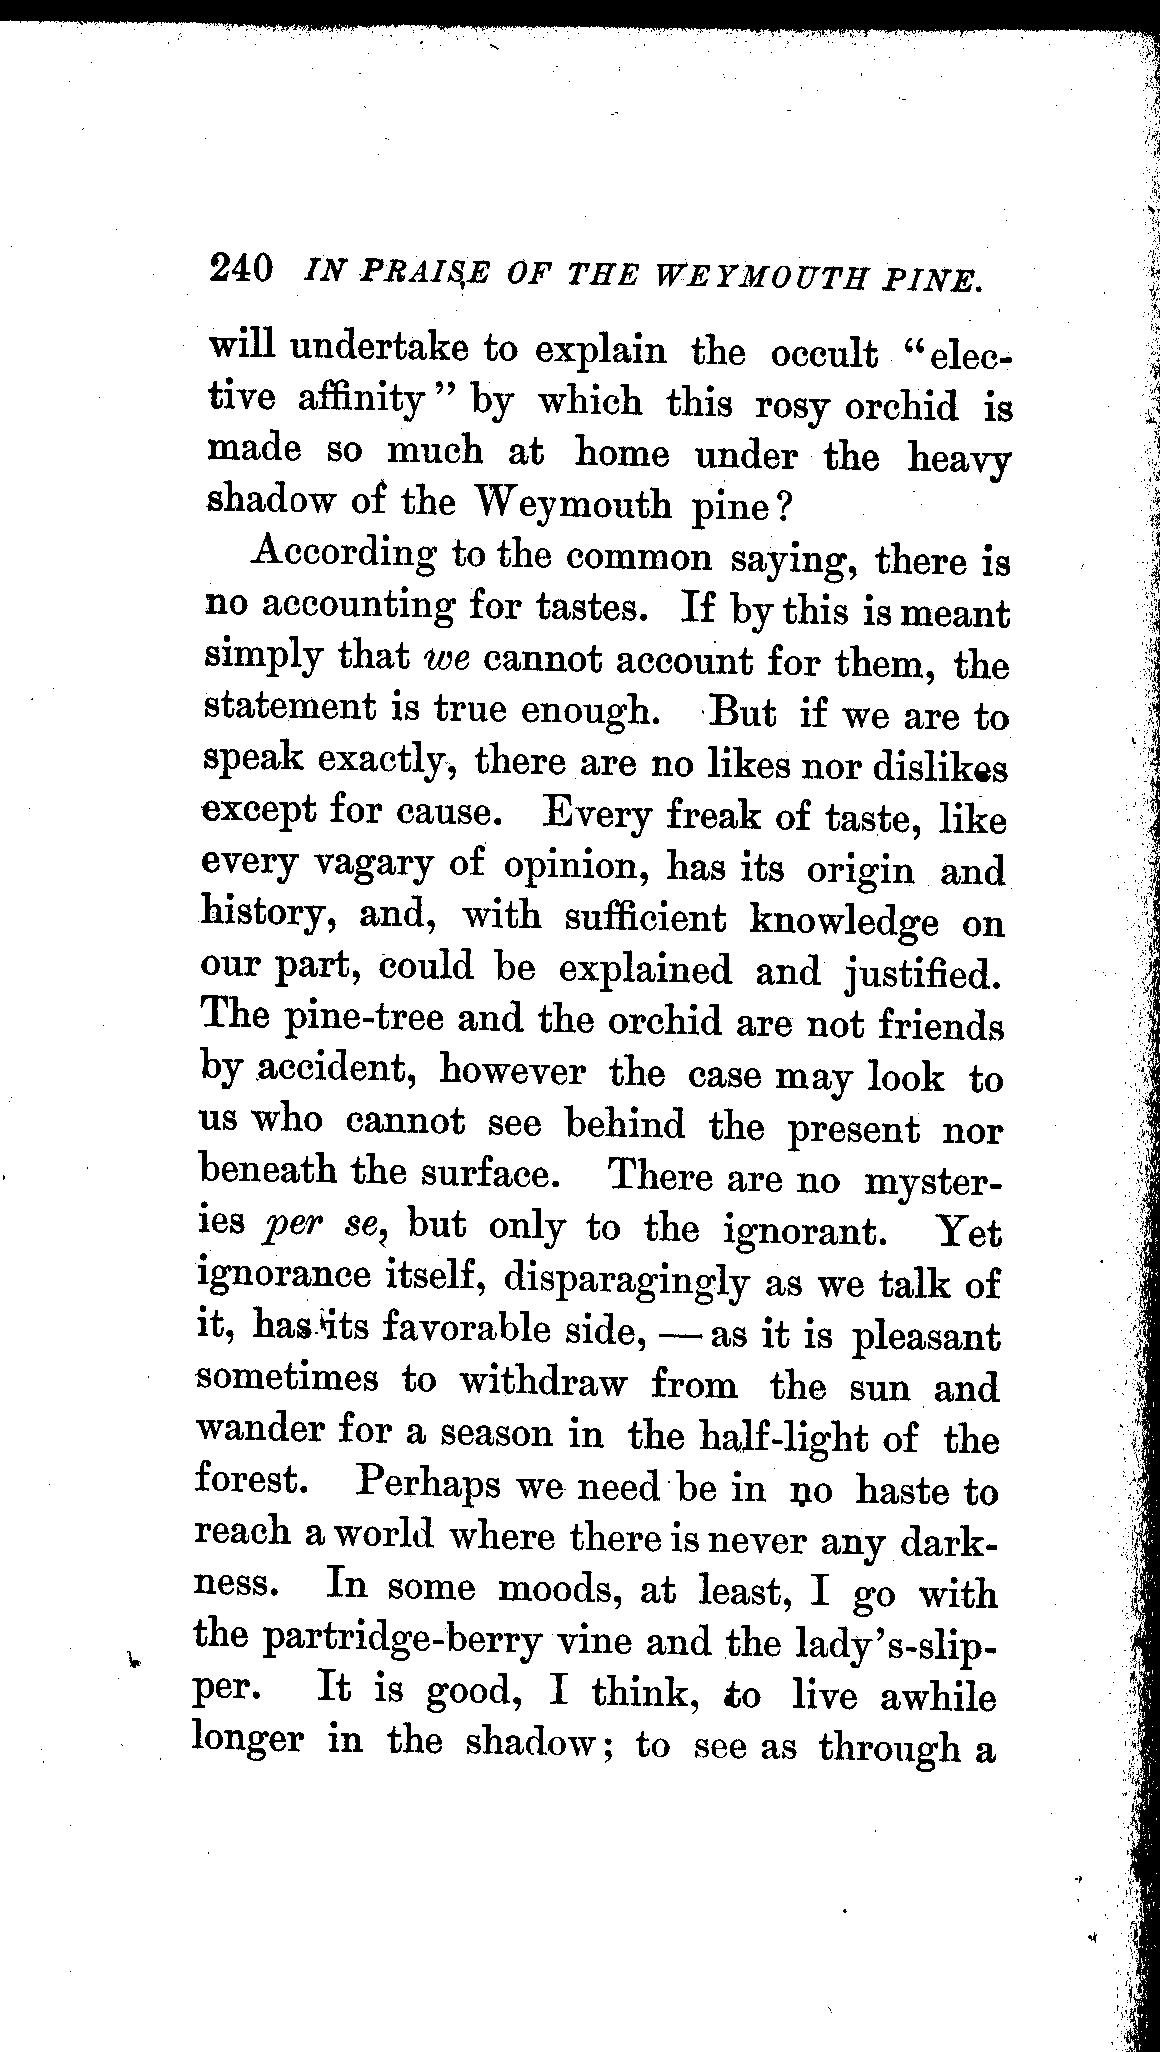 240 IN PRAISE OF THE WEYMOUTH PINE.
will undertake to explain the occult “elec-
tive affinity” by which this rosy orchid is
made so much at home under the heavy
shadow of the Weymouth pine?
According to the common saying, there is
no accounting for tastes. If by this is meant
simply that we cannot account for them, the
statement is true enough. But if we are to
speak exactly, there are no likes nor dislikes
except for cause. Every freak of taste, like
every vagary of opinion, has its origin and
history, and, with sufficient knowledge on
our part, could be explained and justified.
The pine-tree and the orchid are not friends
by accident, however the case may look to
us who cannot see behind the present nor
beneath the surface. There are no myster-
ies per se, but only to the ignorant. Yet
ignorance itself, disparagingly as we talk of
it, has its favorable side, — as it is pleasant
sometimes to withdraw from the sun and
wander for a season in the half-light of the
forest. Perhaps we need be in no haste to
reach a world where there is never any dark-
ness. In some moods, at least, I go with
the partridge-berry vine and the lady’s-slip-
per. It is good, I think, to live awhile
longer in the shadow; to see as through a